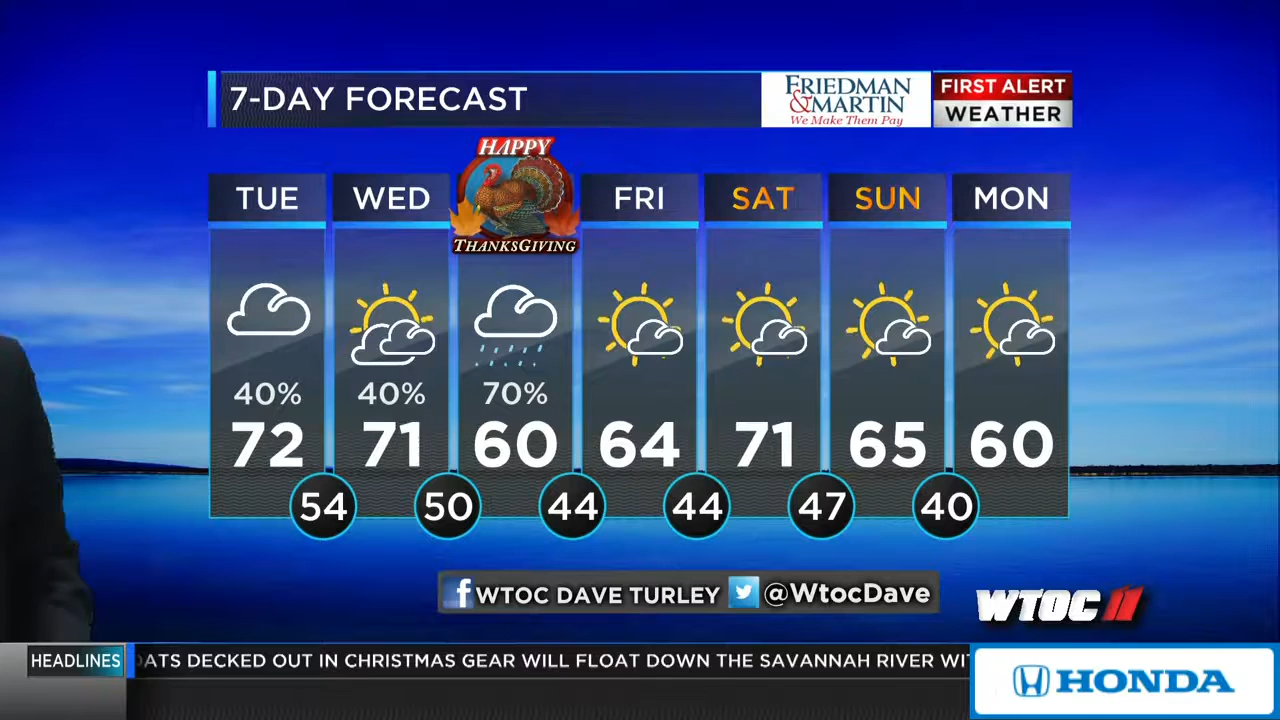 7-DAY FORECAST
FRIEDMAN
&MARTIN
We Make Them Pay
FIRST ALERT
WEATHER
HAPPY
THANKSGIVING
TUE WED FRI SAT SUN MON
40% 40% 70%
72 71 60 64 71 65 60
54 50 44 44 47 40
f WTOC DAVE TURLEY @WtocDave
WTOC 11
HEADLINES
OATS DECKED OUT IN CHRISTMAS GEAR WILL FLOAT DOWN THE SAVANNAH RIVER WI
HONDA